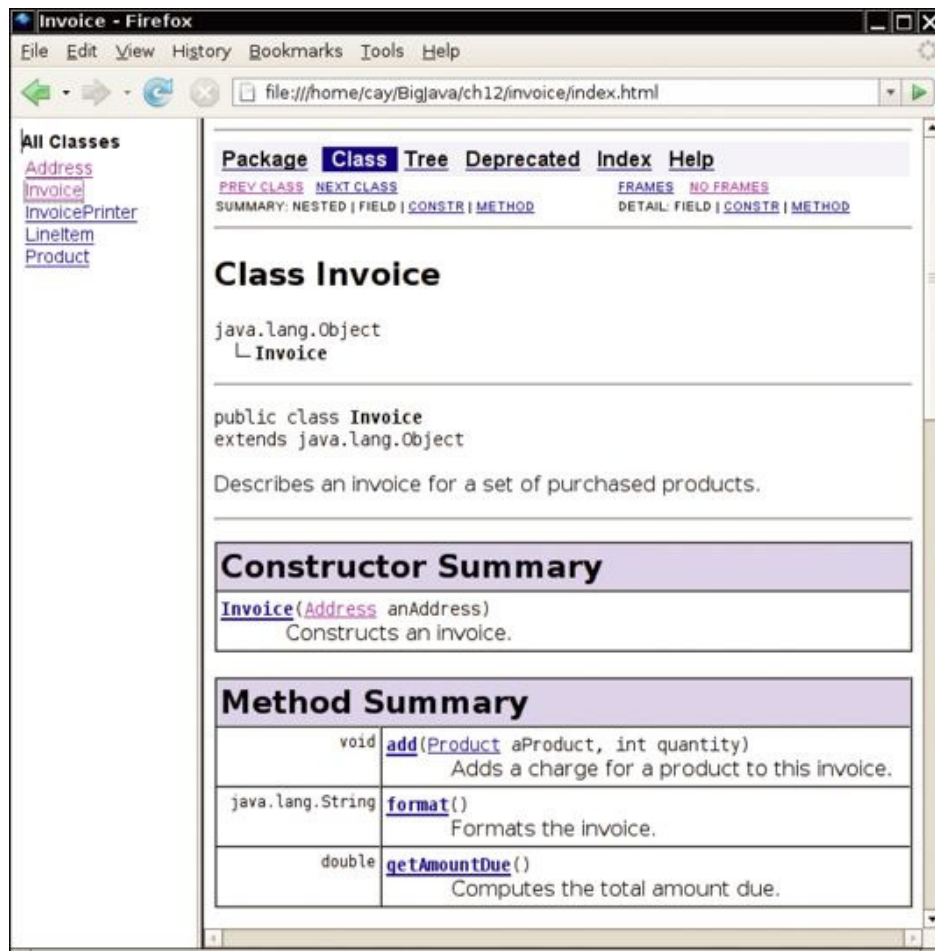 Invoice - Firefox
File Edit View History Bookmarks Tools Help
file:///home/cay/BigJava/ch12/invoice/index.html
All Classes
Address
Invoice
InvoicePrinter
LineItem
Product
Package Class Tree Deprecated Index Help
PREV CLASS NEXT CLASS FRAMES NO FRAMES
SUMMARY: NESTED | FIELD | CONSTR | METHOD DETAIL: FIELD | CONSTR | METHOD
Class Invoice
java.lang.Object
Invoice
public class Invoice
extends java.lang.Object
Describes an invoice for a set of purchased products.
Constructor Summary
Invoice(Address anAddress)
Constructs an invoice.
Method Summary
void add(Product aProduct, int quantity)
Adds a charge for a product to this invoice.
java.lang.String format()
Formats the invoice.
double getAmountDue()
Computes the total amount due.